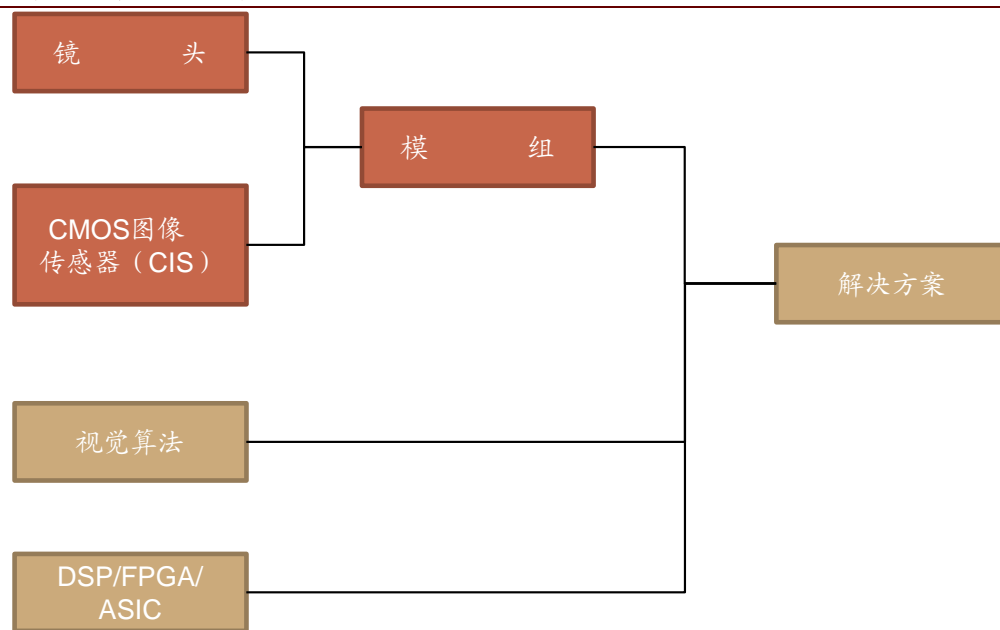 镜 头
模 组
CMOS图像
传感器（CIS）
解决方案
视觉算法
DSP/FPGA/
ASIC